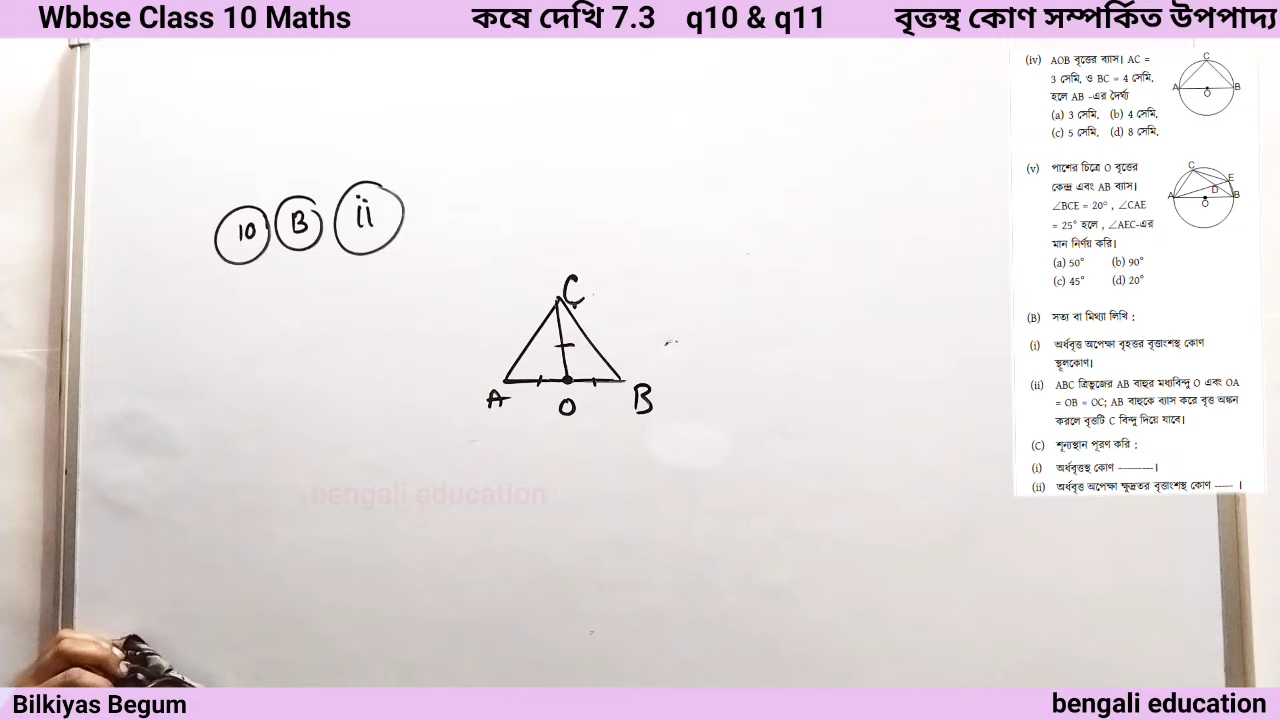 Wbbse Class 10 Maths কষে দেখি 7.3 q10 & q11 বৃত্তস্থ কোণ সম্পর্কিত উপপাদ্য
(iv) AOB বৃত্তের ব্যাস। AC =
3 সেমি. ও BC = 4 সেমি.
হলে AB -এর দৈর্ঘ্য
(a) 3 সেমি. (b) 4 সেমি.
(c) 5 সেমি. (d) 8 সেমি.
C
A
O
B
(v) পাশের চিত্রে O বৃত্তের
কেন্দ্র এবং AB ব্যাস।
∠BCE = 20°, ∠CAE
= 25° হলে, ∠AEC-এর
মান নির্ণয় করি।
(a) 50° (b) 90°
(c) 45° (d) 20°
C
E
D
A
O
B
(B) সত্য বা মিথ্যা লিখি :
(i) অর্ধবৃত্ত অপেক্ষা বৃহত্তর বৃত্তাংশস্থ কোণ
স্থূলকোণ।
(ii) ABC ত্রিভুজের AB বাহুর মধ্যবিন্দু O এবং OA
= OB = OC; AB বাহুকে ব্যাস করে বৃত্ত অঙ্কন
করলে বৃত্তটি C বিন্দু দিয়ে যাবে।
(C) শূন্যস্থান পূরণ করি :
(i) অর্ধবৃত্তস্থ কোণ ---------।
(ii) অর্ধবৃত্ত অপেক্ষা ক্ষুদ্রতর বৃত্তাংশস্থ কোণ ----- ।
10 B ii
C
A O B
bengali education
Bilkiyas Begum bengali education